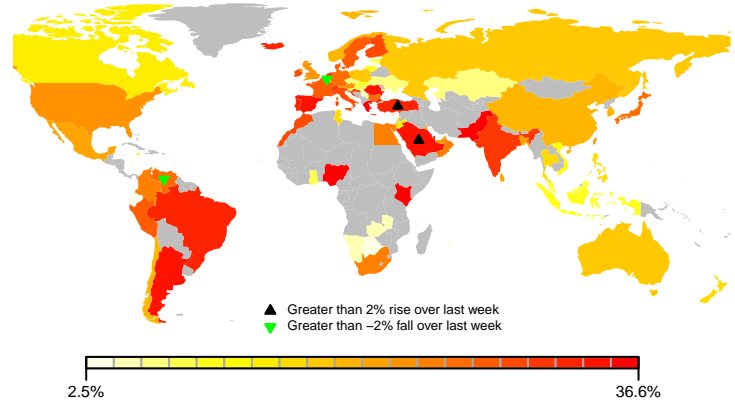 Greater than 2% rise over last week
Greater than −2% fall over last week
2.5%
36.6%